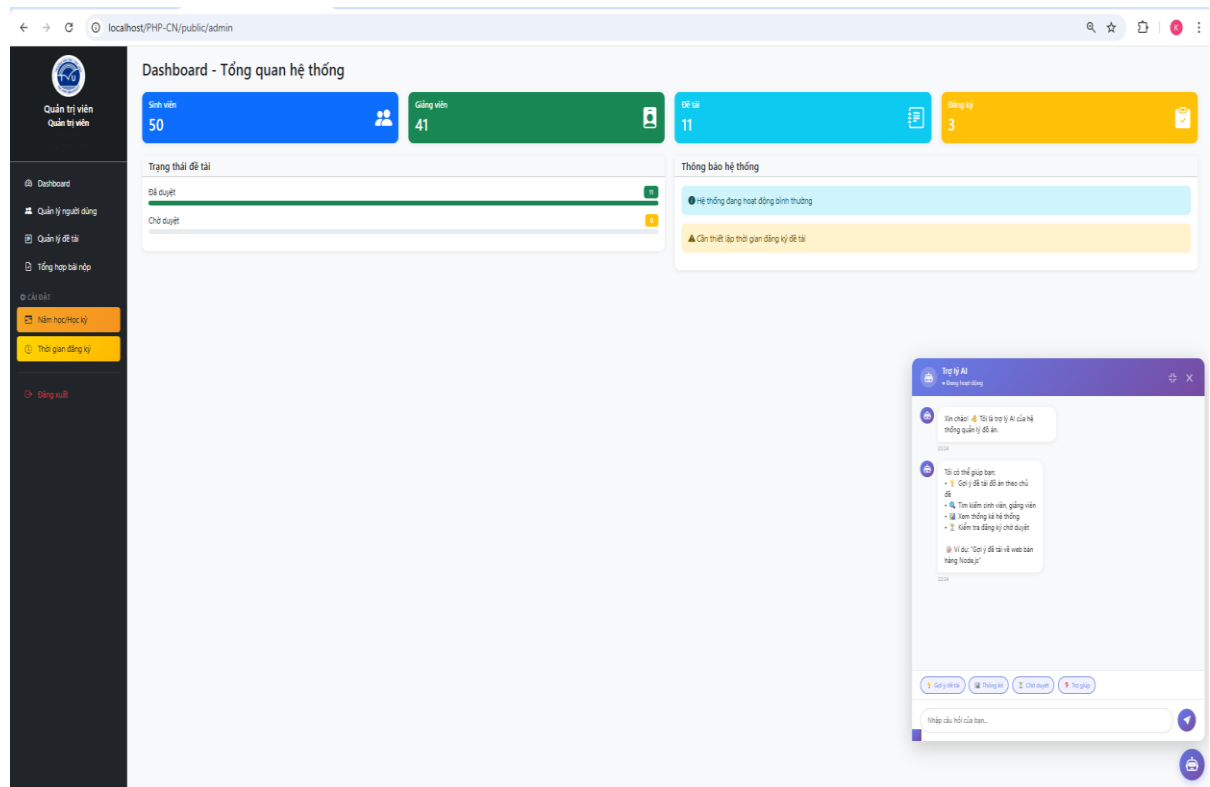 localhost/PHP-CN/public/admin
K
TVU
Quản trị viên
Quản trị viên
Dashboard
Quản lý người dùng
Quản lý đề tài
Tổng hợp bài nộp
CÀI ĐẶT
Năm học/Học kỳ
Thời gian đăng ký
Đăng xuất
Dashboard - Tổng quan hệ thống
Sinh viên
50
Giảng viên
41
Đề tài
11
Đăng ký
3
Trạng thái đề tài
Đã duyệt
11
Chờ duyệt
0
Thông báo hệ thống
Hệ thống đang hoạt động bình thường
Cần thiết lập thời gian đăng ký đề tài
Trợ lý AI
• Đang hoạt động
X
Xin chào! 👋 Tôi là trợ lý AI của hệ
thống quản lý đồ án.
22:24
Tôi có thể giúp bạn:
• 💡 Gợi ý đề tài đồ án theo chủ
đề
• 🔍 Tìm kiếm sinh viên, giảng viên
• 📊 Xem thống kê hệ thống
• ⏳ Kiểm tra đăng ký chờ duyệt
Ví dụ: "Gợi ý đề tài về web bán
hàng Node.js"
22:24
💡 Gợi ý đề tài
📊 Thống kê
⏳ Chờ duyệt
❓ Trợ giúp
Nhập câu hỏi của bạn...